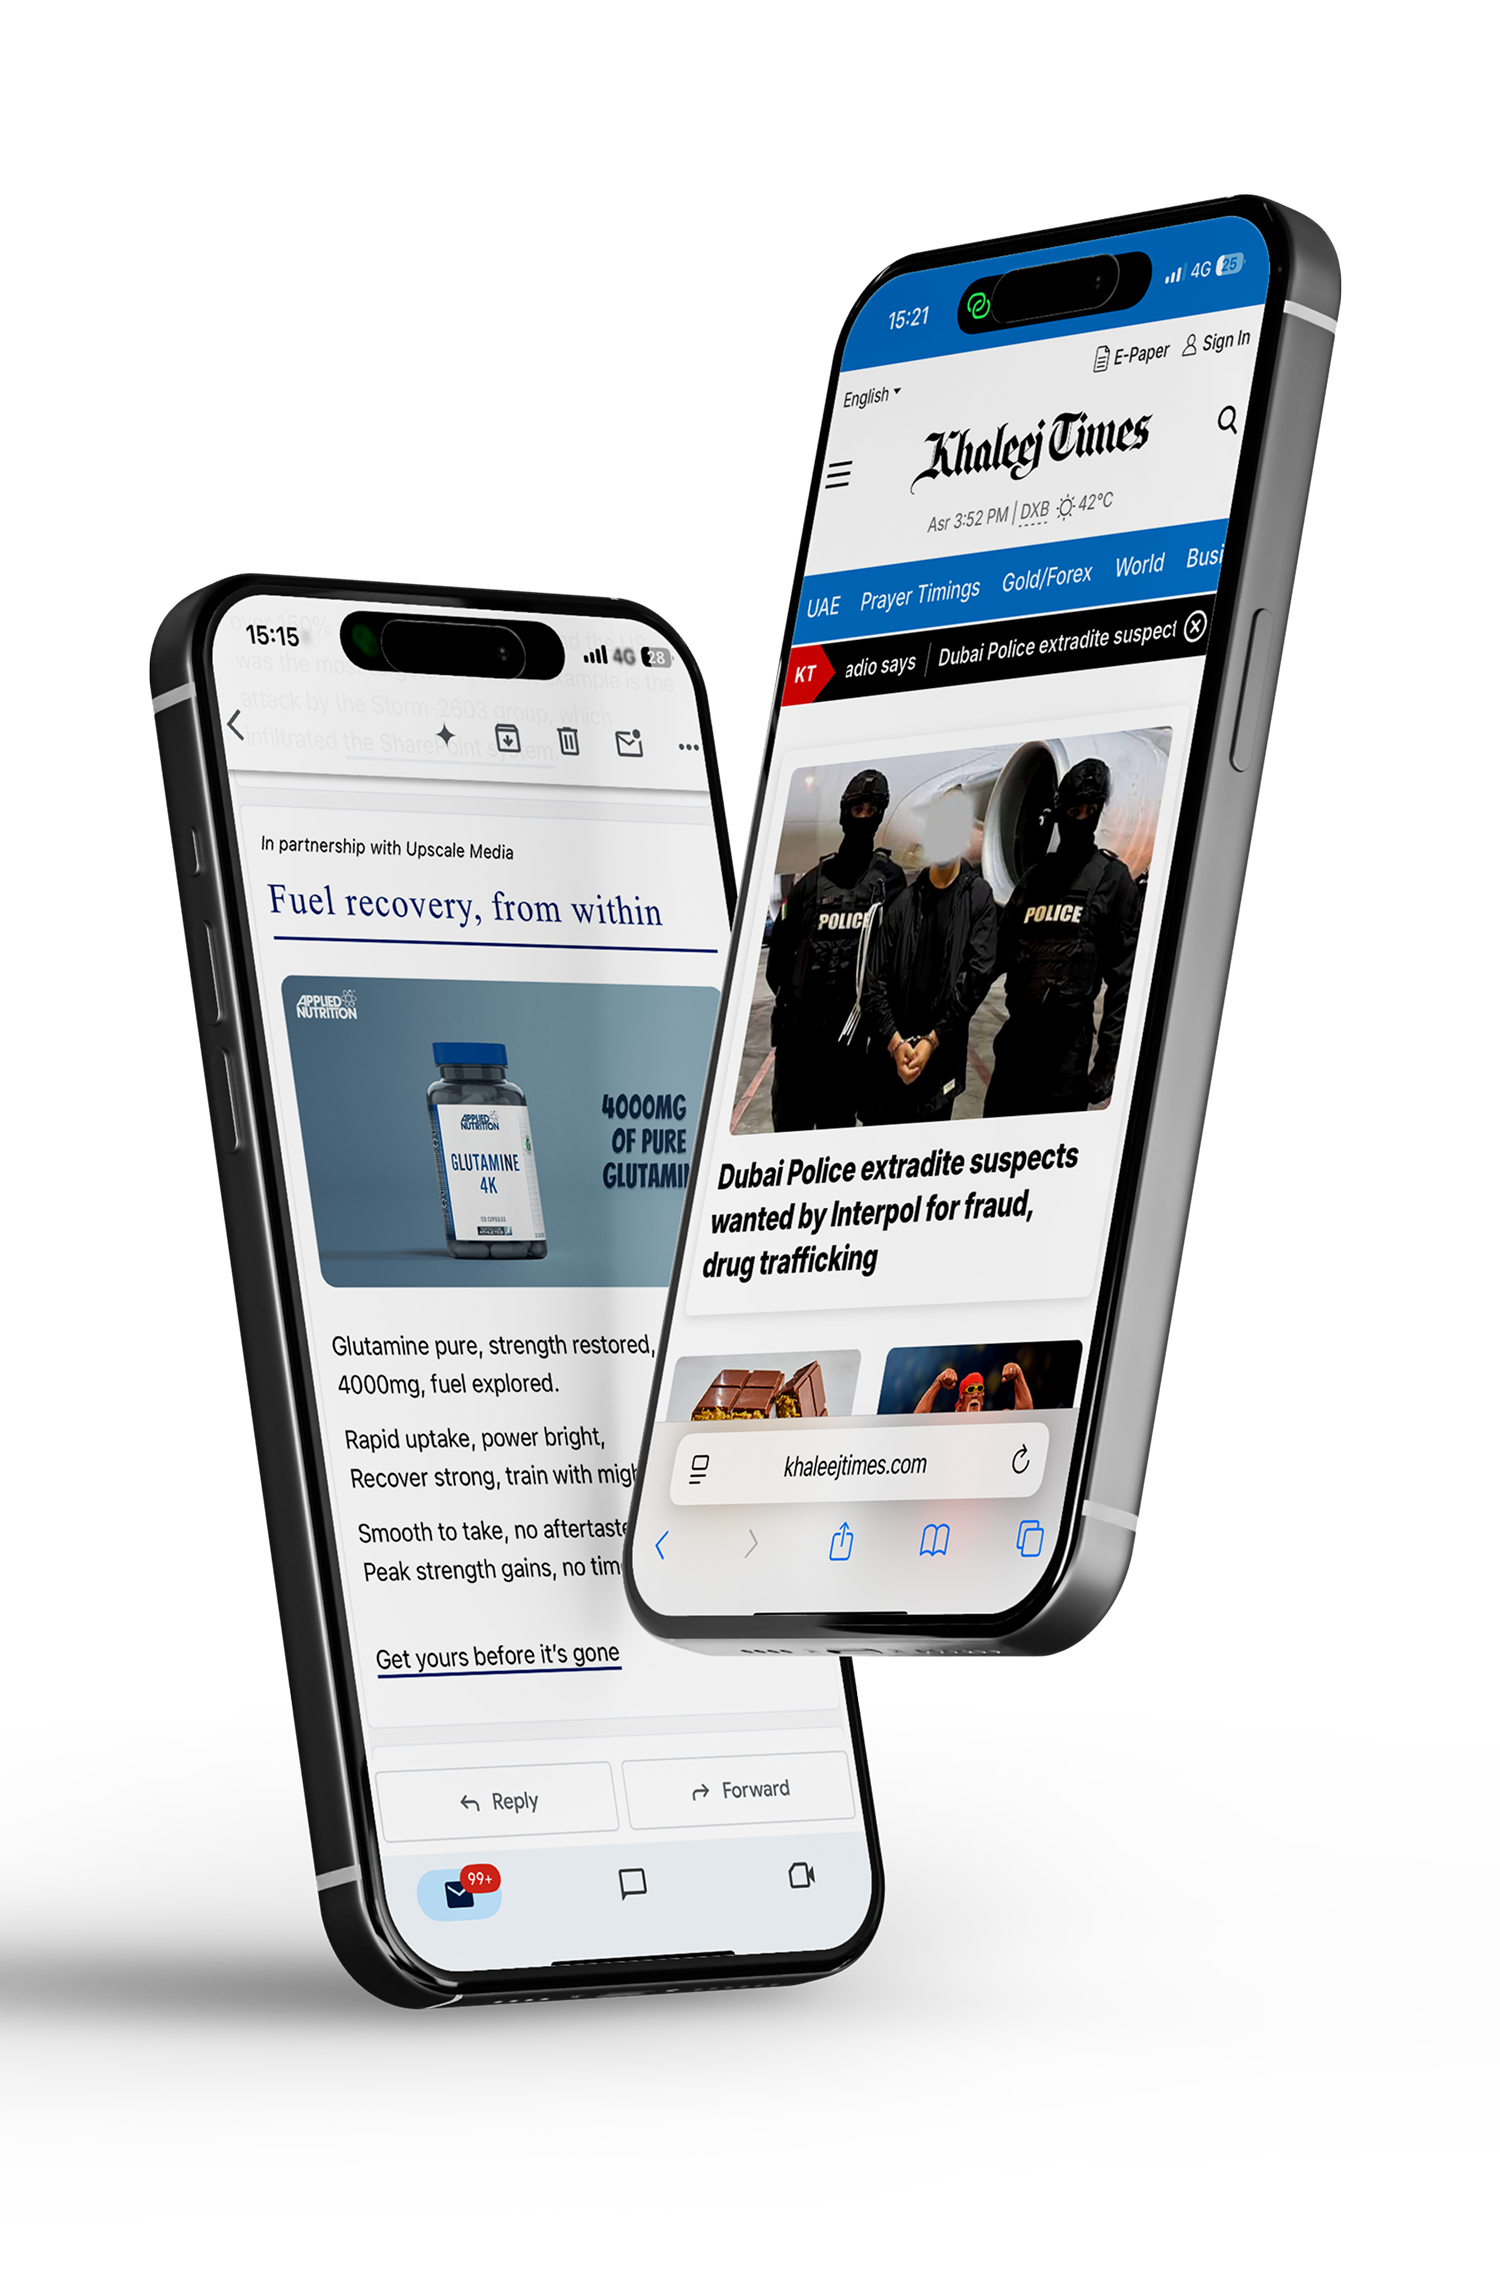 15:15
4G 28
was the mos
ample is the
attack by the Storm-2603 group, which
infiltrated the SharePoint system.
In partnership with Upscale Media
Fuel recovery, from within
APPLIED
NUTRITION
APPLIED
NUTRITION
GLUTAMINE
4K
120 CAPSULES
4000MG
OF PURE
GLUTAMIN
Glutamine pure, strength restored,
4000mg, fuel explored.
Rapid uptake, power bright,
Recover strong, train with migh
Smooth to take, no aftertaste
Peak strength gains, no tim
Get yours before it's gone
Reply
Forward
99+
15:21
4G 25
E-Paper Sign In
English
Khaleej Times
Asr 3:52 PM | DXB 42°C
UAE Prayer Timings Gold/Forex World Busi
KT adio says | Dubai Police extradite suspect
POLICE
POLICE
Dubai Police extradite suspects
wanted by Interpol for fraud,
drug trafficking
khaleejtimes.com